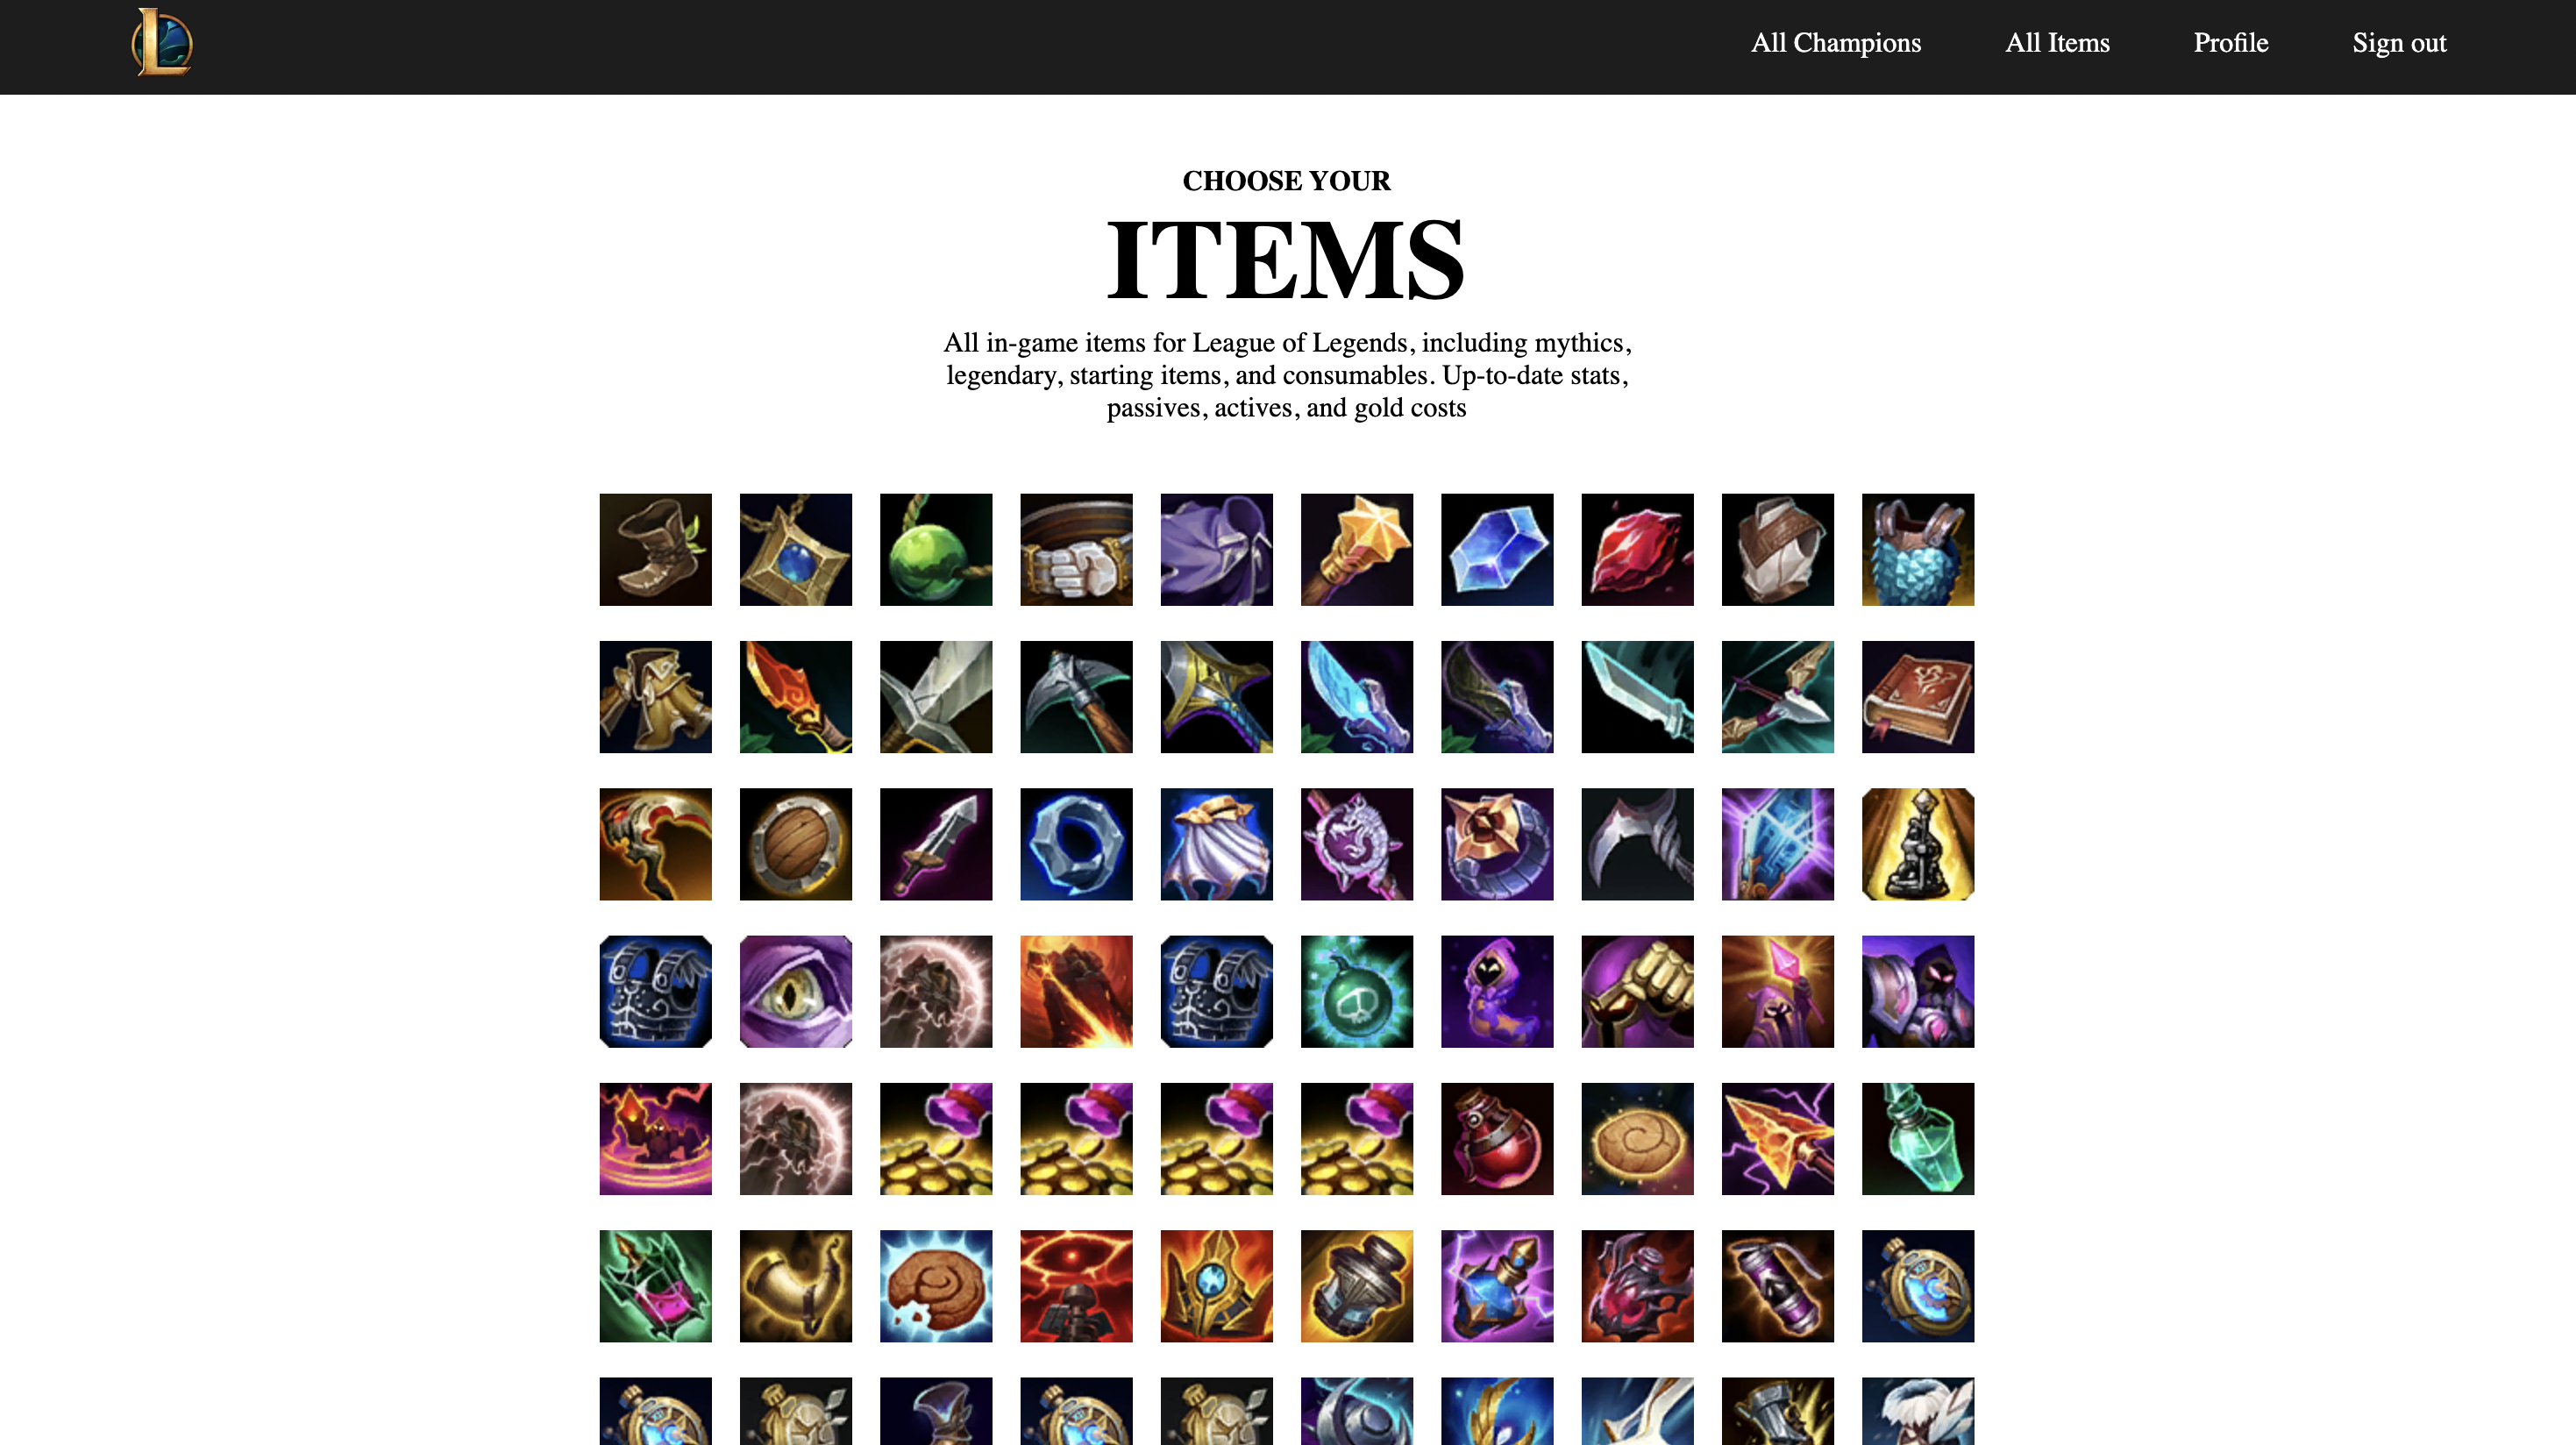 All Champions All Items Profile Sign out
CHOOSE YOUR
ITEMS
All in-game items for League of Legends, including mythics,
legendary, starting items, and consumables. Up-to-date stats,
passives, actives, and gold costs